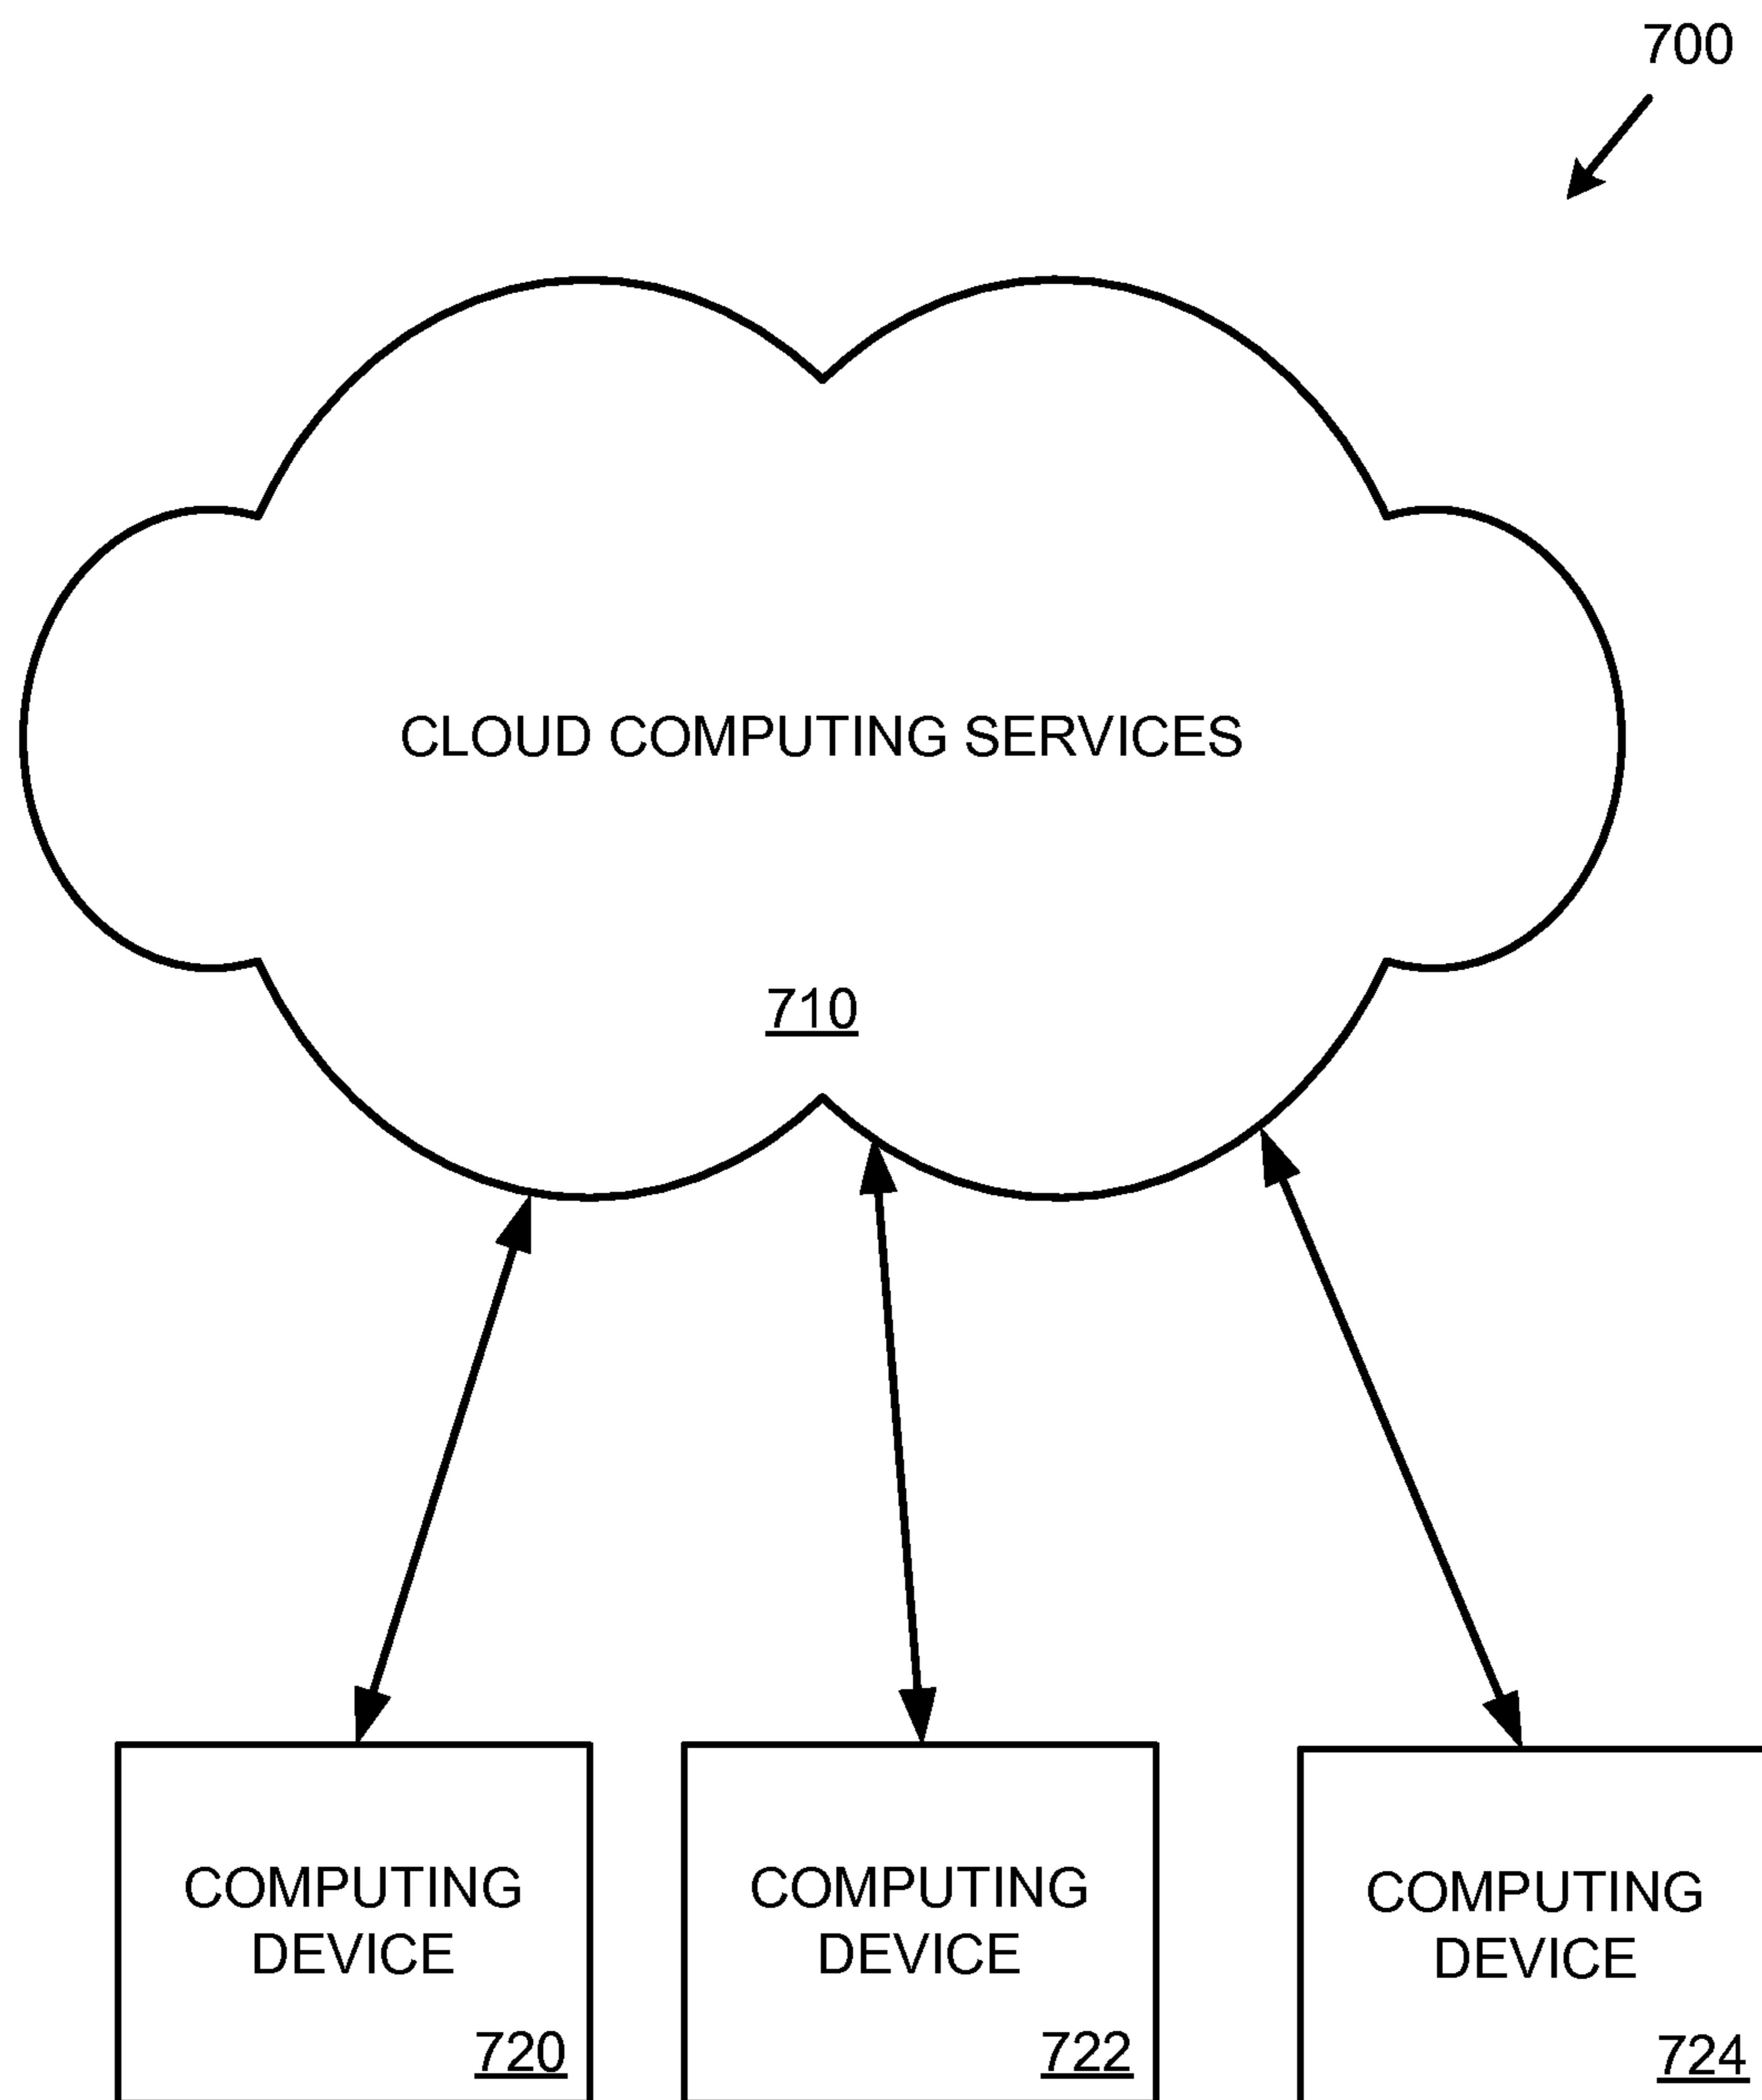 700
CLOUD COMPUTING SERVICES
710
COMPUTING
DEVICE
720
COMPUTING
DEVICE
722
COMPUTING
DEVICE
724